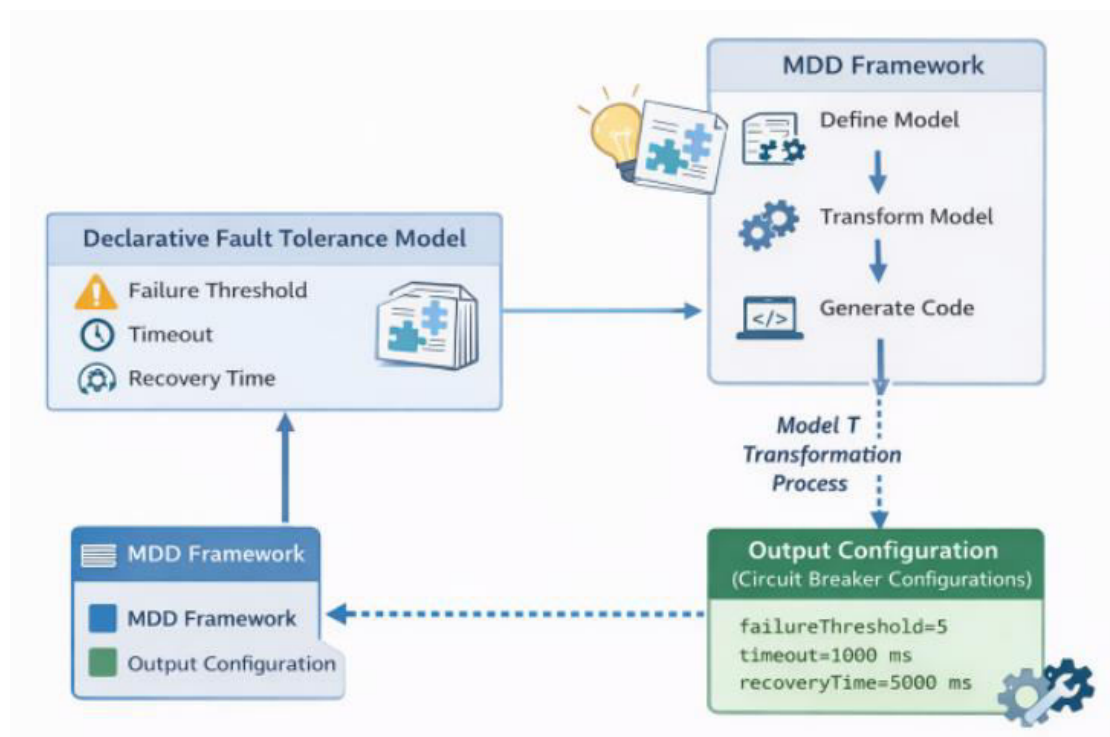 MDD Framework
Define Model
Transform Model
Generate Code
</>
Declarative Fault Tolerance Model
Failure Threshold
Timeout
Recovery Time
Model T
Transformation
Process
MDD Framework
MDD Framework
Output Configuration
Output Configuration
(Circuit Breaker Configurations)
failureThreshold=5
timeout=1000 ms
recoveryTime=5000 ms